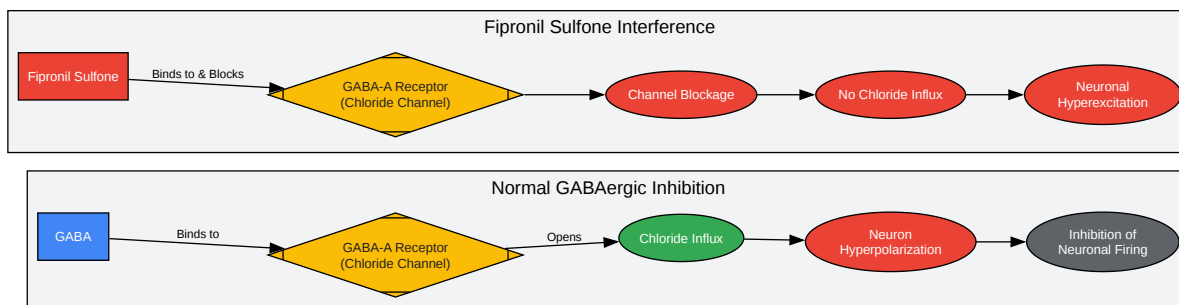 Fipronil Sulfone Interference
Fipronil Sulfone
Binds to & Blocks
GABA-A Receptor
(Chloride Channel)
Channel Blockage
No Chloride Influx
Neuronal
Hyperexcitation
Normal GABAergic Inhibition
GABA
Binds to
GABA-A Receptor
(Chloride Channel)
Opens
Chloride Influx
Neuron
Hyperpolarization
Inhibition of
Neuronal Firing